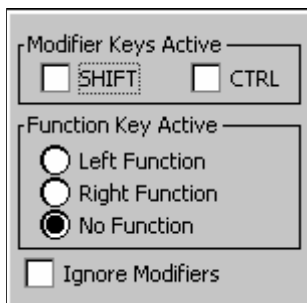 Modifier Keys Active
SHIFT CTRL
Function Key Active
Left Function
Right Function
No Function
Ignore Modifiers